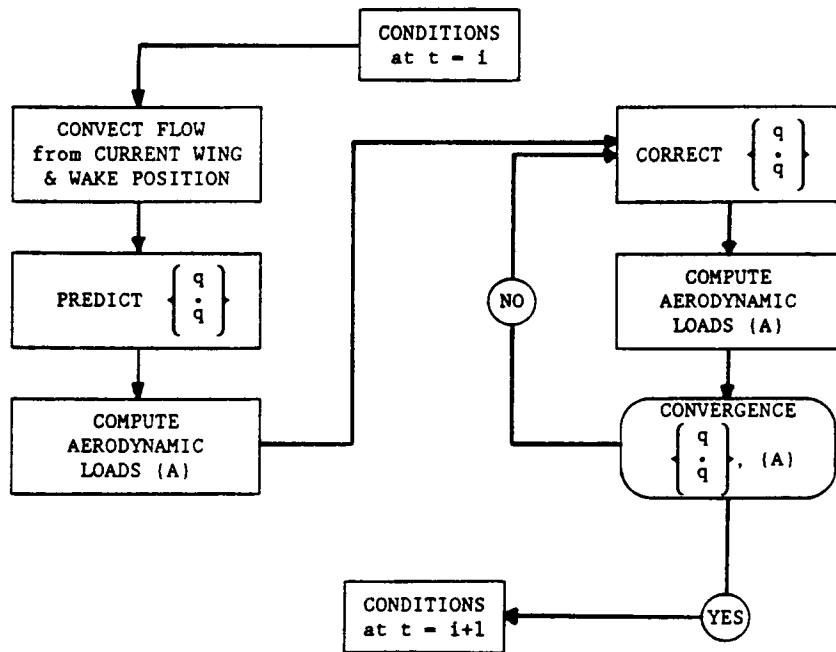 CONDITIONS
at t = i
CONVECT FLOW
from CURRENT WING
& WAKE POSITION
PREDICT { q
q̇ }
COMPUTE
AERODYNAMIC
LOADS {A}
CORRECT { q
q̇ }
COMPUTE
AERODYNAMIC
LOADS {A}
CONVERGENCE
{ q
q̇ }, {A}
NO
YES
CONDITIONS
at t = i+1